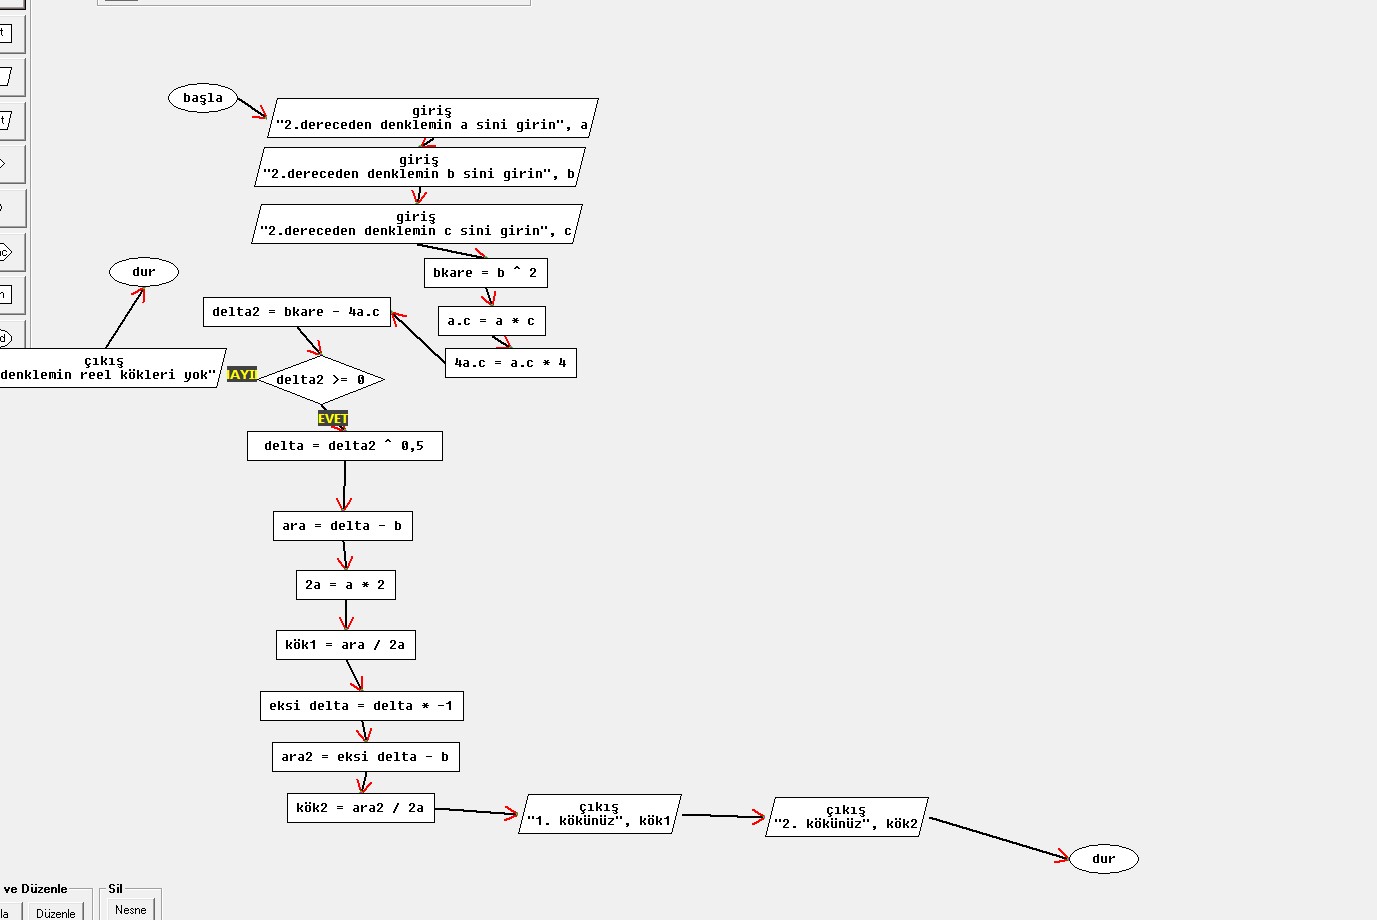 başla
giriş
"2.dereceden denklemin a sini girin", a
giriş
"2.dereceden denklemin b sini girin", b
giriş
"2.dereceden denklemin c sini girin", c
bkare = b ^ 2
a.c = a * c
4a.c = a.c * 4
delta2 = bkare - 4a.c
delta2 >= 0
HAYI
çıkış
denklemin reel kökleri yok"
dur
EVET
delta = delta2 ^ 0,5
ara = delta - b
2a = a * 2
kök1 = ara / 2a
eksi delta = delta * -1
ara2 = eksi delta - b
kök2 = ara2 / 2a
çıkış
"1. kökünüz", kök1
çıkış
"2. kökünüz", kök2
dur
ve Düzenle
Düzenle
Sil
Nesne